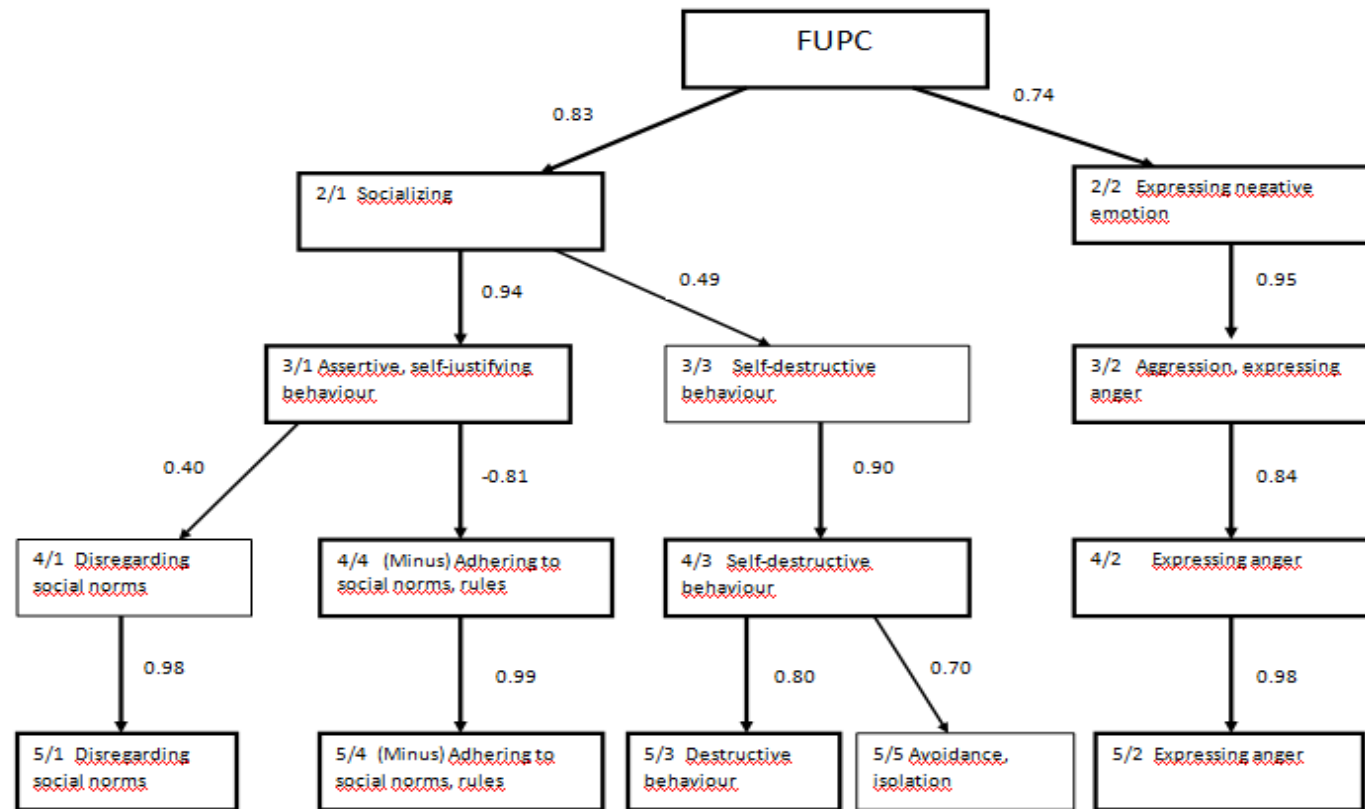 FUPC
0.83
0.74
2/1 Socializing
2/2 Expressing negative
emotion
0.94
0.49
0.95
3/1 Assertive, self-justifying
behaviour
3/3 Self-destructive
behaviour
3/2 Aggression, expressing
anger
0.40
-0.81
0.90
0.84
4/1 Disregarding
social norms
4/4 (Minus) Adhering to
social norms, rules
4/3 Self-destructive
behaviour
4/2 Expressing anger
0.98
0.99
0.80
0.70
0.98
5/1 Disregarding
social norms
5/4 (Minus) Adhering to
social norms, rules
5/3 Destructive
behaviour
5/5 Avoidance,
isolation
5/2 Expressing anger